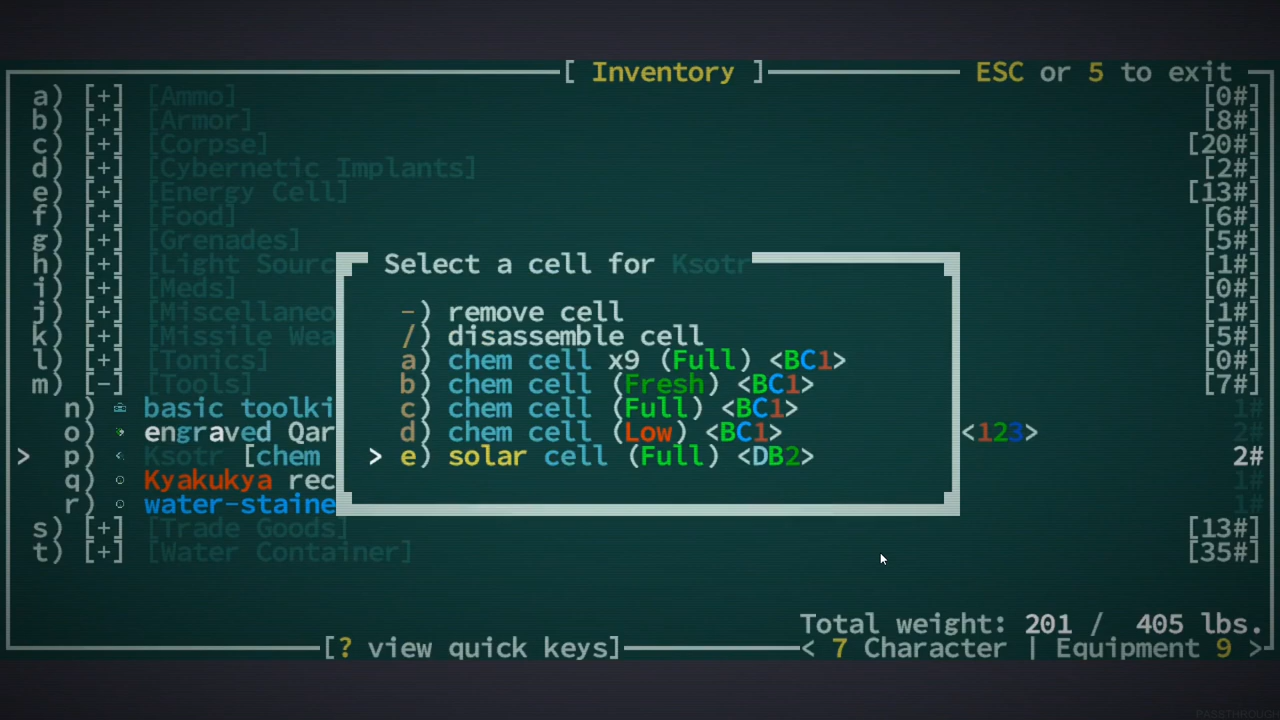 [ Inventory ] ESC or 5 to exit
a) [+] [Ammo] [0#]
b) [+] [Armor] [8#]
c) [+] [Corpse] [20#]
d) [+] [Cybernetic Implants] [2#]
e) [+] [Energy Cell] [13#]
f) [+] [Food] [6#]
g) [+] [Grenades] [5#]
h) [+] [Light Sourc [1#]
i) [+] [Meds] [0#]
j) [+] [Miscellaneo [1#]
k) [+] [Missile Wea [5#]
l) [+] [Tonics] [0#]
m) [-] [Tools] [7#]
n) basic toolki 1#
o) engraved Qar <123> 2#
> p) Ksotr [chem 2#
q) Kyakukya rec 1#
r) water-staine 1#
s) [+] [Trade Goods] [13#]
t) [+] [Water Container] [35#]
Select a cell for Ksotr
-) remove cell
/) disassemble cell
a) chem cell x9 (Full) <BC1>
b) chem cell (Fresh) <BC1>
c) chem cell (Full) <BC1>
d) chem cell (Low) <BC1>
> e) solar cell (Full) <DB2>
Total weight: 201 / 405 lbs.
[? view quick keys] < 7 Character | Equipment 9 >
PASSTHROUGH